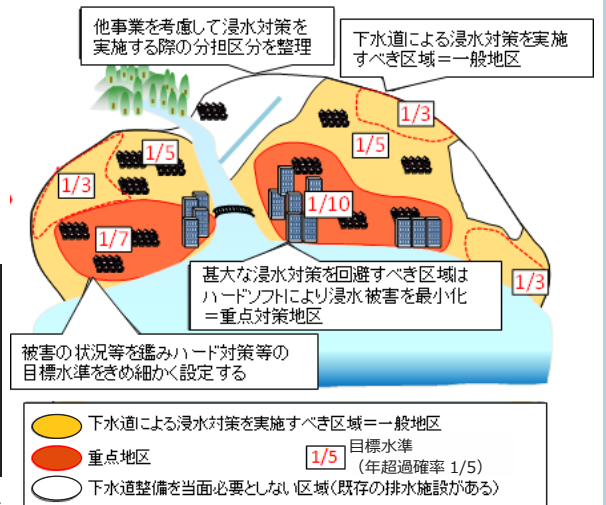 他事業を考慮して浸水対策を
実施する際の分担区分を整理
下水道による浸水対策を実施
すべき区域＝一般地区
1/3
1/5
1/5
1/3
1/10
1/7
1/3
甚大な浸水対策を回避すべき区域は
ハードソフトにより浸水被害を最小化
＝重点対策地区
被害の状況等を鑑みハード対策等の
目標水準をきめ細かく設定する
下水道による浸水対策を実施すべき区域＝一般地区
重点地区
1/5
目標水準
（年超過確率 1/5）
下水道整備を当面必要としない区域（既存の排水施設がある）